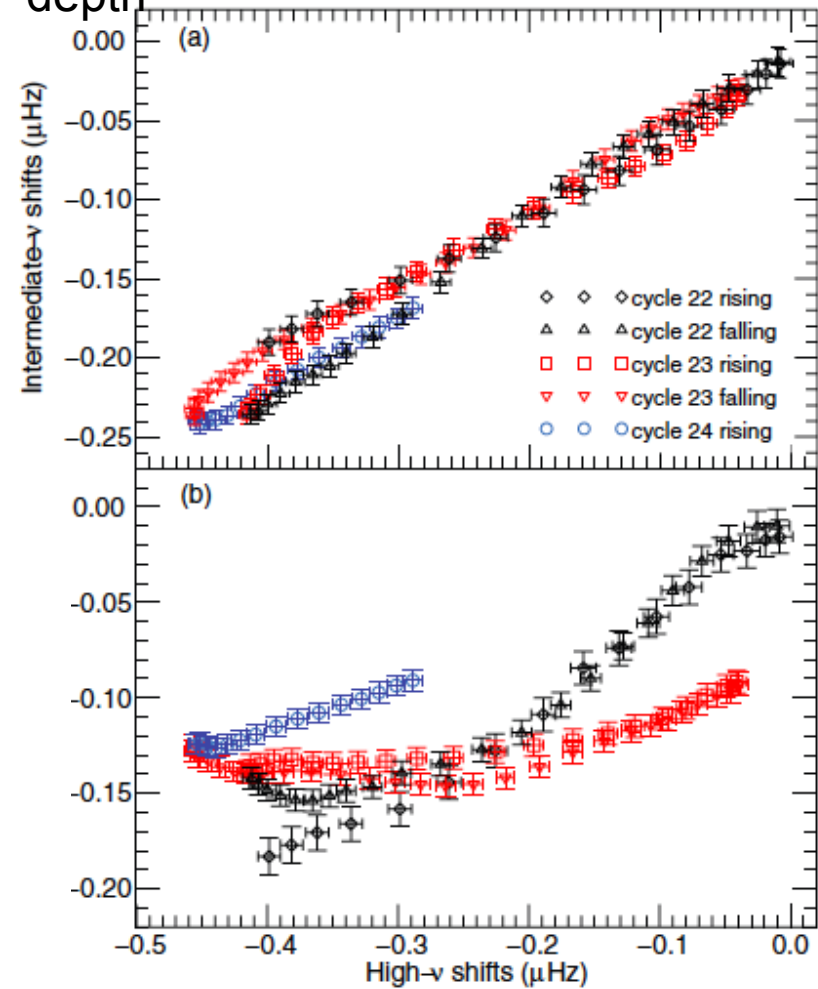 depth
(a)
0.00
−0.05
−0.10
−0.15
−0.20
−0.25
Intermediate−ν shifts (μHz)
cycle 22 rising
cycle 22 falling
cycle 23 rising
cycle 23 falling
cycle 24 rising
(b)
0.00
-0.05
-0.10
-0.15
-0.20
−0.5 −0.4 −0.3 −0.2 −0.1 0.0
High−ν shifts (μHz)